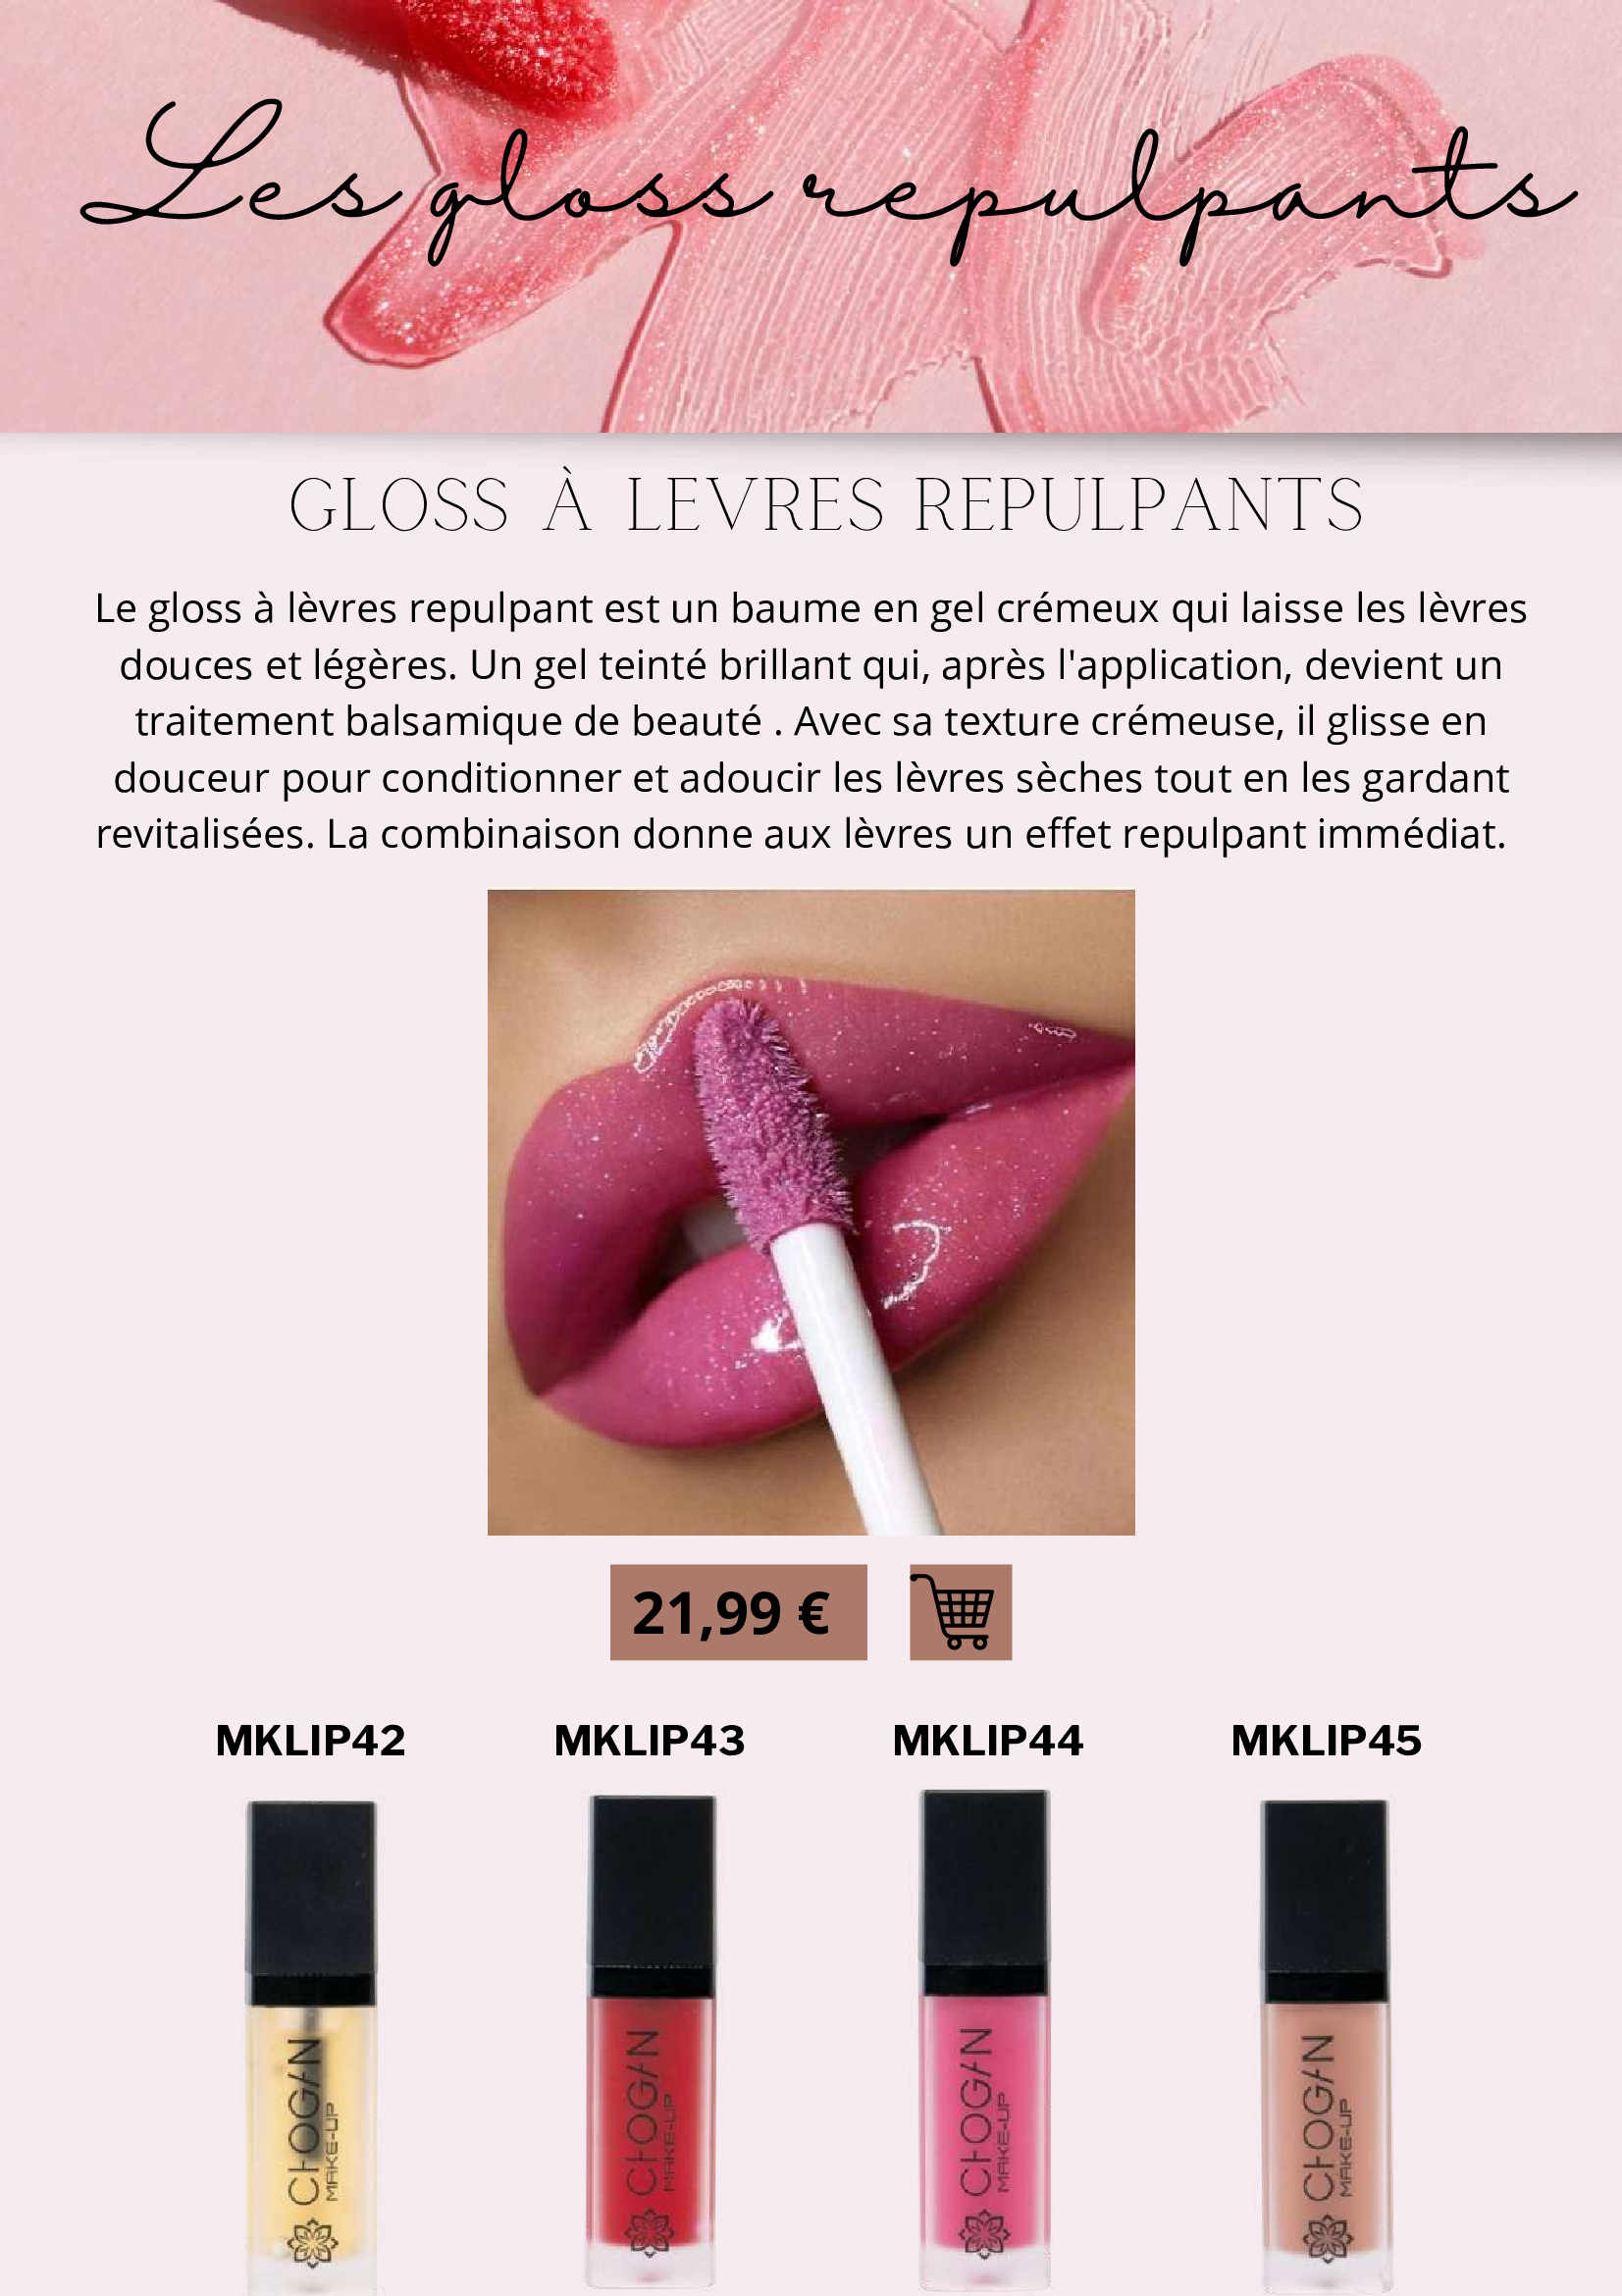 Les gloss repulpants
GLOSS À LEVRES REPULPANTS
Le gloss à lèvres repulpant est un baume en gel crémeux qui laisse les lèvres
douces et légères. Un gel teinté brillant qui, après l'application, devient un
traitement balsamique de beauté . Avec sa texture crémeuse, il glisse en
douceur pour conditionner et adoucir les lèvres sèches tout en les gardant
revitalisées. La combinaison donne aux lèvres un effet repulpant immédiat.
21,99 €
MKLIP42
MKLIP43
MKLIP44
MKLIP45
CHOGAN
MAKE-UP
CHOGAN
MAKE-UP
CHOGAN
MAKE-UP
CHOGAN
MAKE-UP